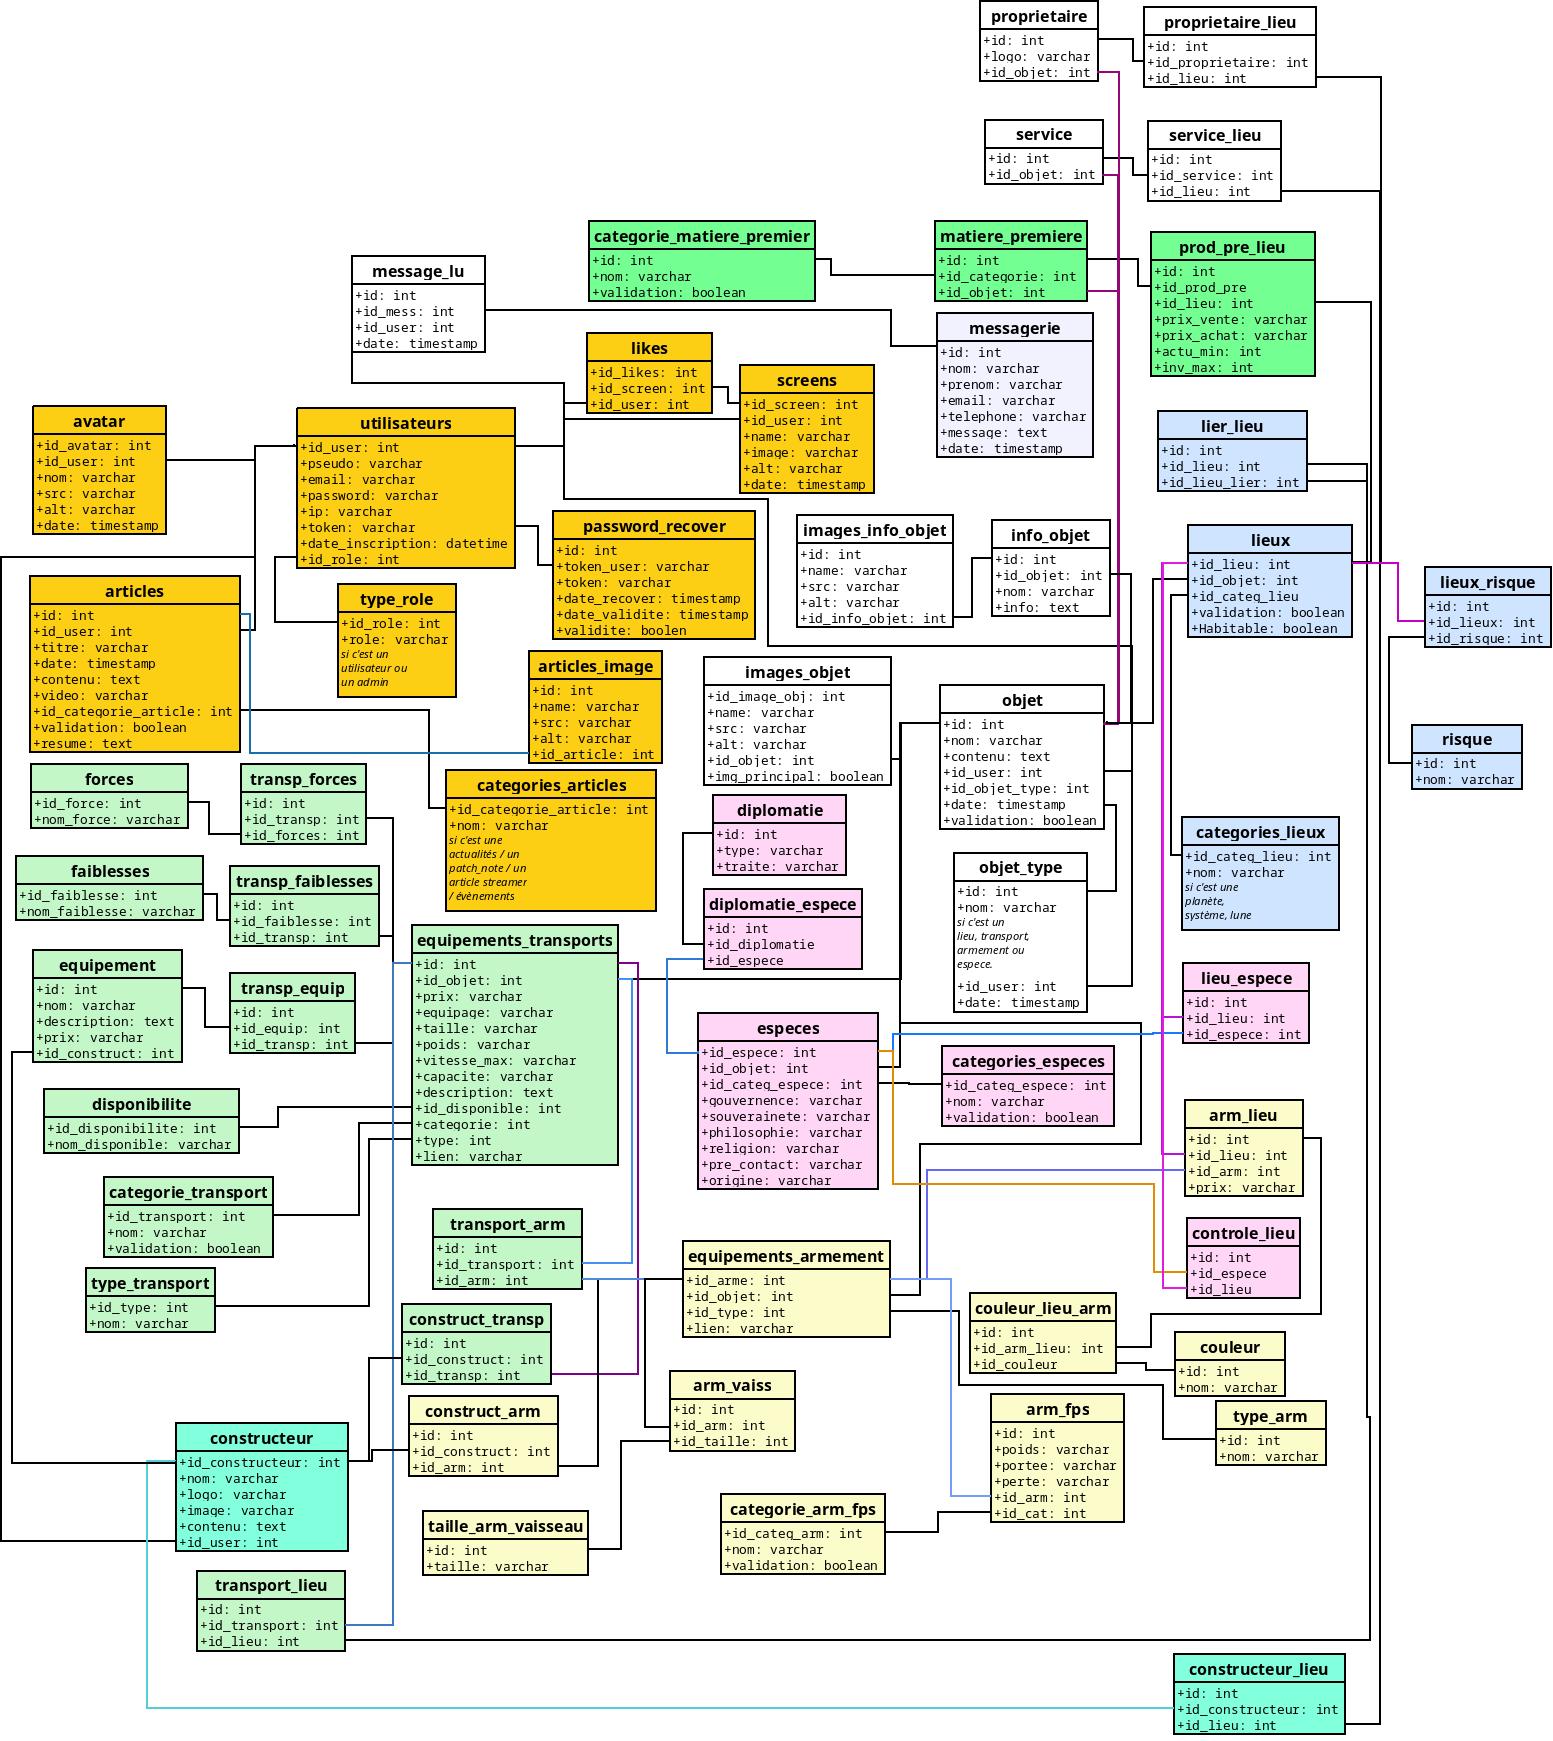 proprietaire
+id: int
+logo: varchar
+id_objet: int
proprietaire_lieu
+id: int
+id_proprietaire: int
+id_lieu: int
service
+id: int
+id_objet: int
service_lieu
+id: int
+id_service: int
+id_lieu: int
categorie_matiere_premier
+id: int
+nom: varchar
+validation: boolean
matiere_premiere
+id: int
+id_categorie: int
+id_objet: int
prod_pre_lieu
+id: int
+id_prod_pre
+id_lieu: int
+prix_vente: varchar
+prix_achat: varchar
+actu_min: int
+inv_max: int
message_lu
+id: int
+id_mess: int
+id_user: int
+date: timestamp
likes
+id_likes: int
+id_screen: int
+id_user: int
screens
+id_screen: int
+id_user: int
+name: varchar
+image: varchar
+alt: varchar
+date: timestamp
messagerie
+id: int
+nom: varchar
+prenom: varchar
+email: varchar
+telephone: varchar
+message: text
+date: timestamp
avatar
+id_avatar: int
+id_user: int
+nom: varchar
+src: varchar
+alt: varchar
+date: timestamp
utilisateurs
+id_user: int
+pseudo: varchar
+email: varchar
+password: varchar
+ip: varchar
+token: varchar
+date_inscription: datetime
+id_role: int
lier_lieu
+id: int
+id_lieu: int
+id_lieu_lier: int
password_recover
+id: int
+token_user: varchar
+token: varchar
+date_recover: timestamp
+date_validite: timestamp
+validite: boolen
images_info_objet
+id: int
+name: varchar
+src: varchar
+alt: varchar
+id_info_objet: int
info_objet
+id: int
+id_objet: int
+nom: varchar
+info: text
lieux
+id_lieu: int
+id_objet: int
+id_categ_lieu
+validation: boolean
+Habitable: boolean
lieux_risque
+id: int
+id_lieux: int
+id_risque: int
articles
+id: int
+id_user: int
+titre: varchar
+date: timestamp
+contenu: text
+video: varchar
+id_categorie_article: int
+validation: boolean
+resume: text
type_role
+id_role: int
+role: varchar
si c'est un
utilisateur ou
un admin
articles_image
+id: int
+name: varchar
+src: varchar
+alt: varchar
+id_article: int
images_objet
+id_image_obj: int
+name: varchar
+src: varchar
+alt: varchar
+id_objet: int
+img_principal: boolean
objet
+id: int
+nom: varchar
+contenu: text
+id_user: int
+id_objet_type: int
+date: timestamp
+validation: boolean
risque
+id: int
+nom: varchar
forces
+id_force: int
+nom_force: varchar
transp_forces
+id: int
+id_transp: int
+id_forces: int
categories_articles
+id_categorie_article: int
+nom: varchar
si c'est une
actualités / un
patch_note / un
article streamer
/ évènements
diplomatie
+id: int
+type: varchar
+traite: varchar
categories_lieux
+id_categ_lieu: int
+nom: varchar
si c'est une
planète,
système, lune
faiblesses
+id_faiblesse: int
+nom_faiblesse: varchar
transp_faiblesses
+id: int
+id_faiblesse: int
+id_transp: int
objet_type
+id: int
+nom: varchar
si c'est un
lieu, transport,
armement ou
espece.
+id_user: int
+date: timestamp
diplomatie_espece
+id: int
+id_diplomatie
+id_espece
equipements_transports
+id: int
+id_objet: int
+prix: varchar
+equipage: varchar
+taille: varchar
+poids: varchar
+vitesse_max: varchar
+capacite: varchar
+description: text
+id_disponible: int
+categorie: int
+type: int
+lien: varchar
equipement
+id: int
+nom: varchar
+description: text
+prix: varchar
+id_construct: int
transp_equip
+id: int
+id_equip: int
+id_transp: int
lieu_espece
+id: int
+id_lieu: int
+id_espece: int
especes
+id_espece: int
+id_objet: int
+id_categ_espece: int
+gouvernence: varchar
+souverainete: varchar
+philosophie: varchar
+religion: varchar
+pre_contact: varchar
+origine: varchar
categories_especes
+id_categ_espece: int
+nom: varchar
+validation: boolean
disponibilite
+id_disponibilite: int
+nom_disponible: varchar
arm_lieu
+id: int
+id_lieu: int
+id_arm: int
+prix: varchar
categorie_transport
+id_transport: int
+nom: varchar
+validation: boolean
transport_arm
+id: int
+id_transport: int
+id_arm: int
controle_lieu
+id: int
+id_espece
+id_lieu
equipements_armement
+id_arme: int
+id_objet: int
+id_type: int
+lien: varchar
type_transport
+id_type: int
+nom: varchar
construct_transp
+id: int
+id_construct: int
+id_transp: int
couleur_lieu_arm
+id: int
+id_arm_lieu: int
+id_couleur
couleur
+id: int
+nom: varchar
arm_vaiss
+id: int
+id_arm: int
+id_taille: int
construct_arm
+id: int
+id_construct: int
+id_arm: int
arm_fps
+id: int
+poids: varchar
+portee: varchar
+perte: varchar
+id_arm: int
+id_cat: int
type_arm
+id: int
+nom: varchar
constructeur
+id_constructeur: int
+nom: varchar
+logo: varchar
+image: varchar
+contenu: text
+id_user: int
categorie_arm_fps
+id_categ_arm: int
+nom: varchar
+validation: boolean
taille_arm_vaisseau
+id: int
+taille: varchar
transport_lieu
+id: int
+id_transport: int
+id_lieu: int
constructeur_lieu
+id: int
+id_constructeur: int
+id_lieu: int